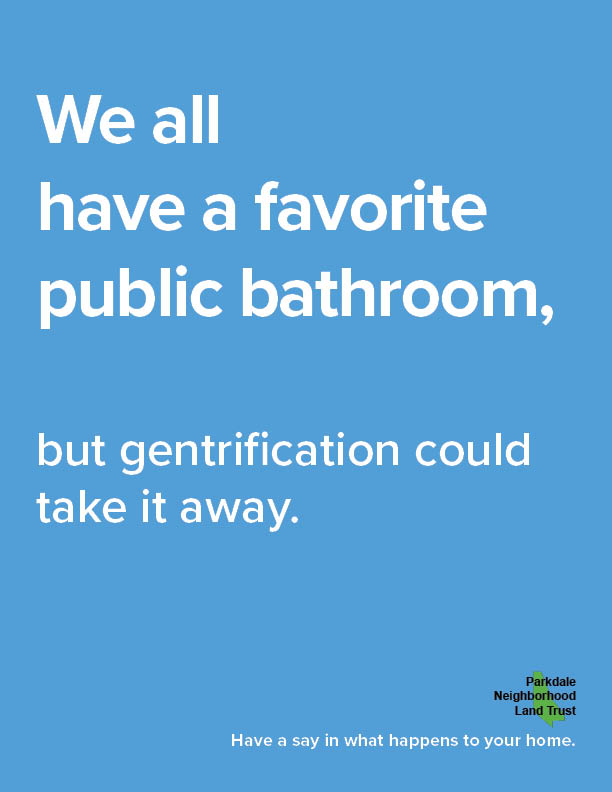 We all
have a favorite
public bathroom,
but gentrification could
take it away.
Parkdale
Neighborhood
Land Trust
Have a say in what happens to your home.